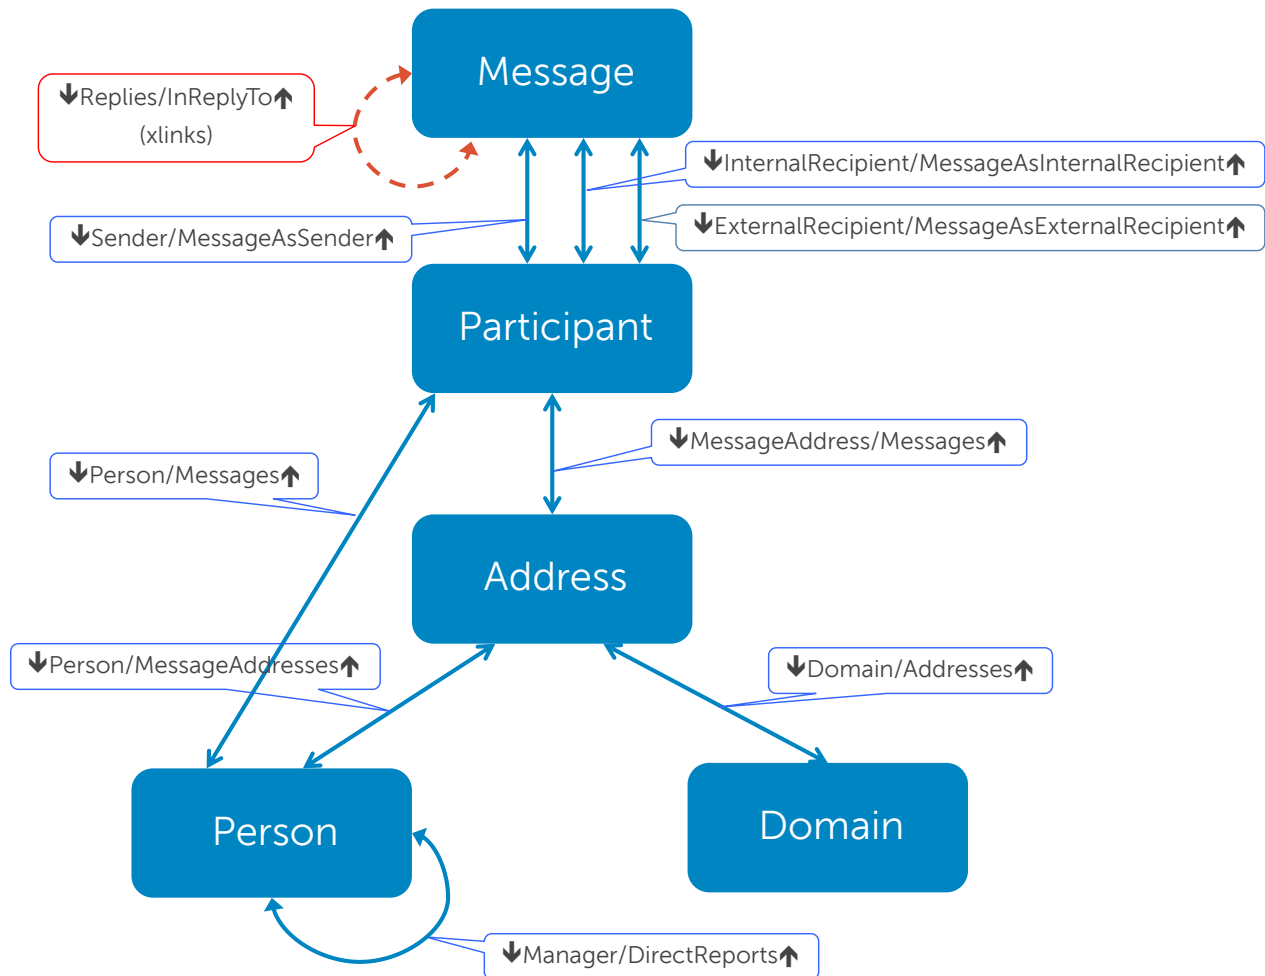 Message
🡻Replies/InReplyTo🡹
(xlinks)
🡻InternalRecipient/MessageAsInternalRecipient🡹
🡻Sender/MessageAsSender🡹
🡻ExternalRecipient/MessageAsExternalRecipient🡹
Participant
🡻MessageAddress/Messages🡹
🡻Person/Messages🡹
Address
🡻Person/MessageAddresses🡹
🡻Domain/Addresses🡹
Person
Domain
🡻Manager/DirectReports🡹